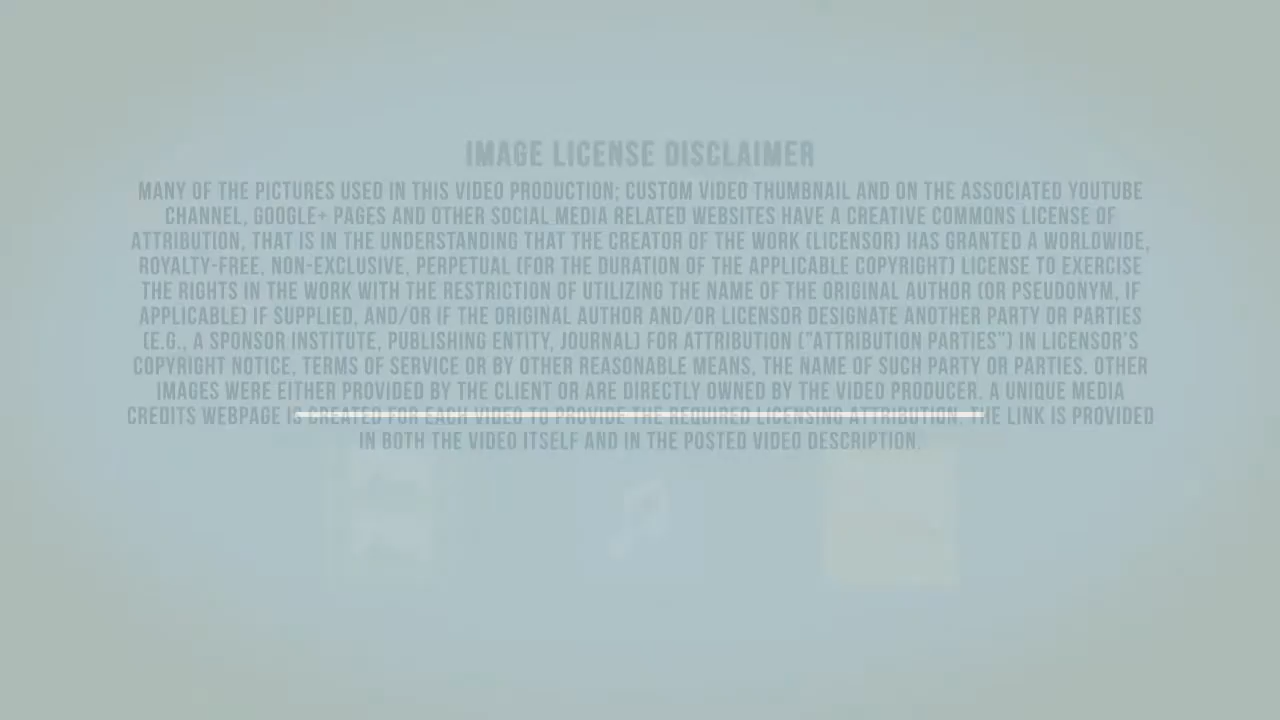 IMAGE LICENSE DISCLAIMER
MANY OF THE PICTURES USED IN THIS VIDEO PRODUCTION; CUSTOM VIDEO THUMBNAIL AND ON THE ASSOCIATED YOUTUBE
CHANNEL, GOOGLE+ PAGES AND OTHER SOCIAL MEDIA RELATED WEBSITES HAVE A CREATIVE COMMONS LICENSE OF
ATTRIBUTION, THAT IS IN THE UNDERSTANDING THAT THE CREATOR OF THE WORK (LICENSOR) HAS GRANTED A WORLDWIDE,
ROYALTY-FREE, NON-EXCLUSIVE, PERPETUAL (FOR THE DURATION OF THE APPLICABLE COPYRIGHT) LICENSE TO EXERCISE
THE RIGHTS IN THE WORK WITH THE RESTRICTION OF UTILIZING THE NAME OF THE ORIGINAL AUTHOR (OR PSEUDONYM, IF
APPLICABLE) IF SUPPLIED, AND/OR IF THE ORIGINAL AUTHOR AND/OR LICENSOR DESIGNATE ANOTHER PARTY OR PARTIES
(E.G., A SPONSOR INSTITUTE, PUBLISHING ENTITY, JOURNAL) FOR ATTRIBUTION ("ATTRIBUTION PARTIES") IN LICENSOR'S
COPYRIGHT NOTICE, TERMS OF SERVICE OR BY OTHER REASONABLE MEANS, THE NAME OF SUCH PARTY OR PARTIES. OTHER
IMAGES WERE EITHER PROVIDED BY THE CLIENT OR ARE DIRECTLY OWNED BY THE VIDEO PRODUCER. A UNIQUE MEDIA
CREDITS WEBPAGE IS CREATED FOR EACH VIDEO TO PROVIDE THE REQUIRED LICENSING ATTRIBUTION. THE LINK IS PROVIDED
IN BOTH THE VIDEO ITSELF AND IN THE POSTED VIDEO DESCRIPTION.